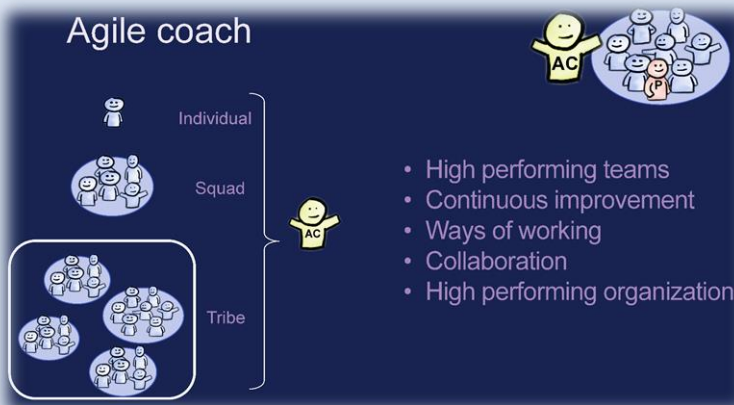 Agile coach
AC
P
Individual
Squad
AC
Tribe
• High performing teams
• Continuous improvement
• Ways of working
• Collaboration
• High performing organization